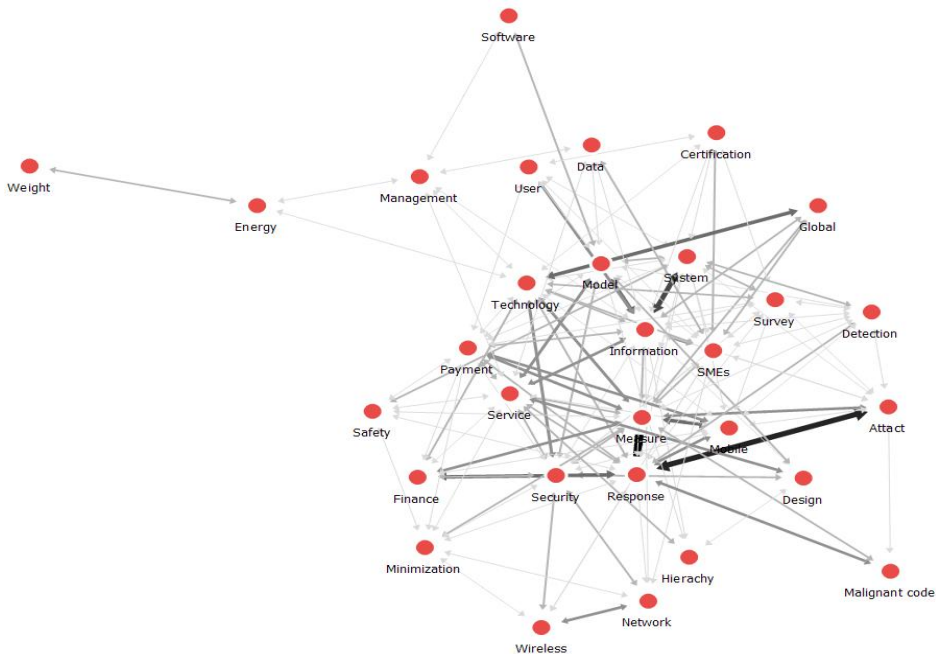 Software
Certification
Data
Weight
User
Management
Energy
Global
System
Model
Technology
Survey
Detection
Information
Payment
SMEs
Service
Safety
Attact
Measure
Mobile
Finance
Security
Response
Design
Minimization
Hierachy
Malignant code
Network
Wireless